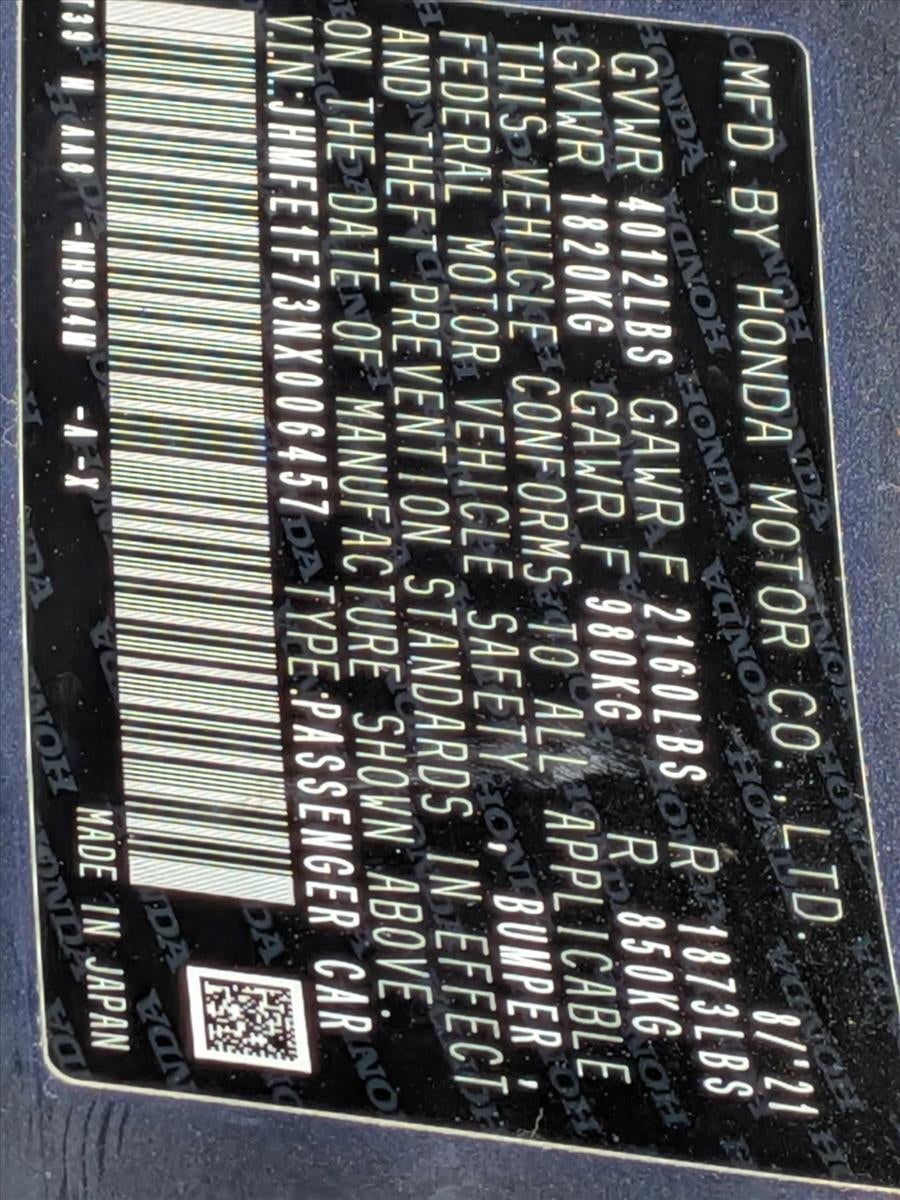 MFD. BY HONDA MOTOR CO., LTD. 8/'21
GVWR 4012LBS GAWR F 2160LBS R 1873LBS
GVWR 1820KG GAWR F 980KG R 850KG
THIS VEHICLE CONFORMS TO ALL APPLICABLE
FEDERAL MOTOR VEHICLE SAFETY, BUMPER,
AND THEFT PREVENTION STANDARDS IN EFFECT
ON THE DATE OF MANUFACTURE SHOWN ABOVE.
V.I.N:JHMFE1F73NX006457 TYPE:PASSENGER CAR
T39 N AA8 -NH904M -A-X MADE IN JAPAN